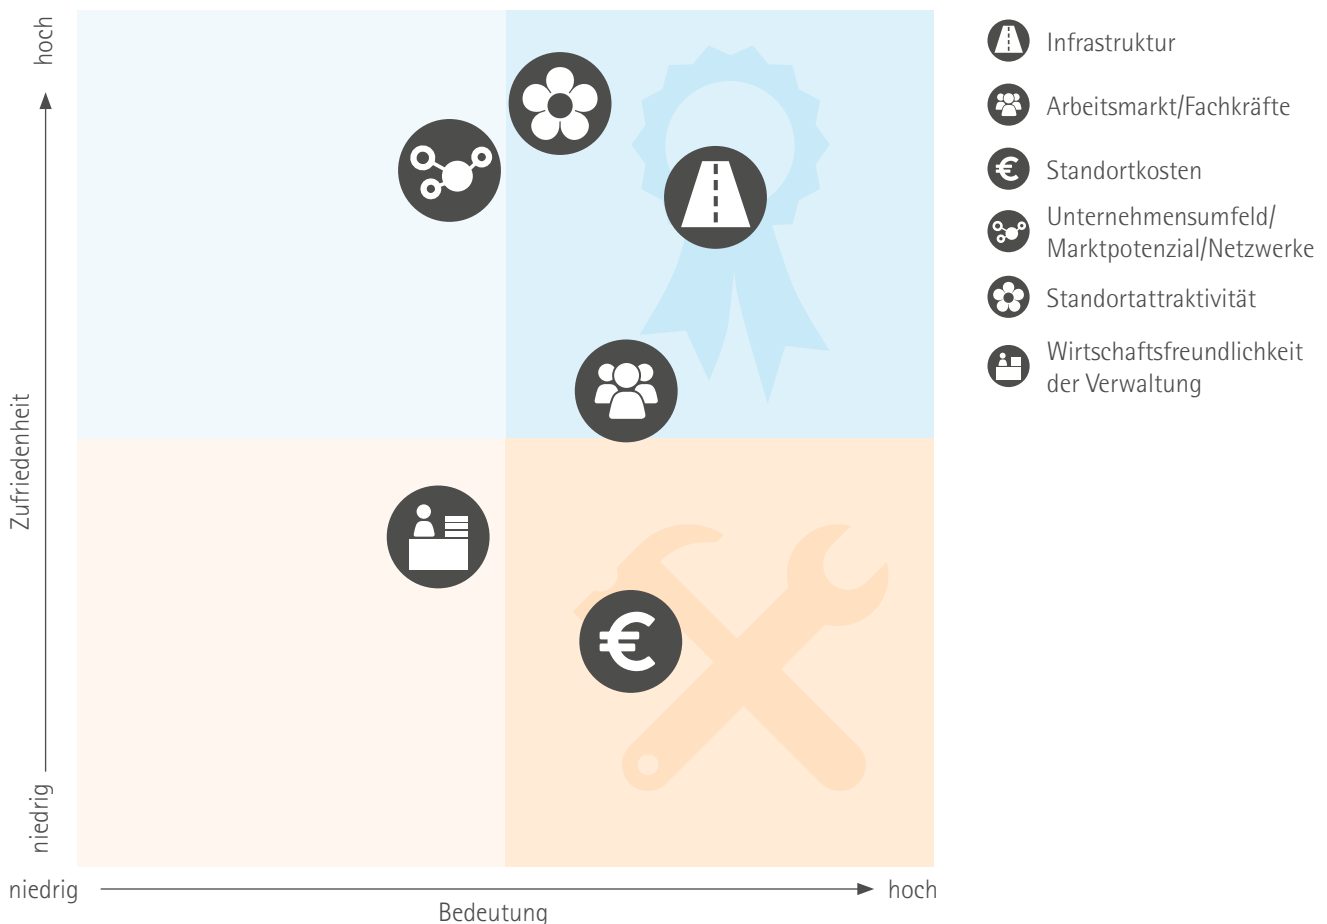 hoch
Zufriedenheit
niedrig
niedrig
hoch
Bedeutung
Infrastruktur
Arbeitsmarkt/Fachkräfte
€ Standortkosten
Unternehmensumfeld/
Marktpotenzial/Netzwerke
Standortattraktivität
Wirtschaftsfreundlichkeit
der Verwaltung
€